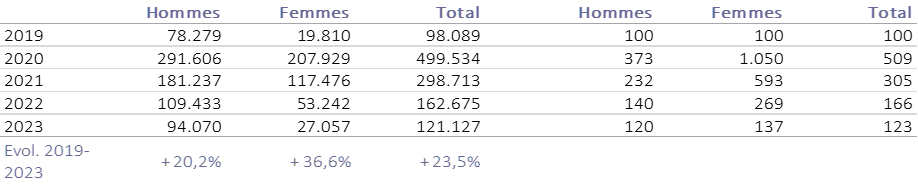 Hommes Femmes Total Hommes Femmes Total
2019 78.279 19.810 98.089 100 100 100
2020 291.606 207.929 499.534 373 1.050 509
2021 181.237 117.476 298.713 232 593 305
2022 109.433 53.242 162.675 140 269 166
2023 94.070 27.057 121.127 120 137 123
Evol. 2019-
2023 +20,2% +36,6% +23,5%